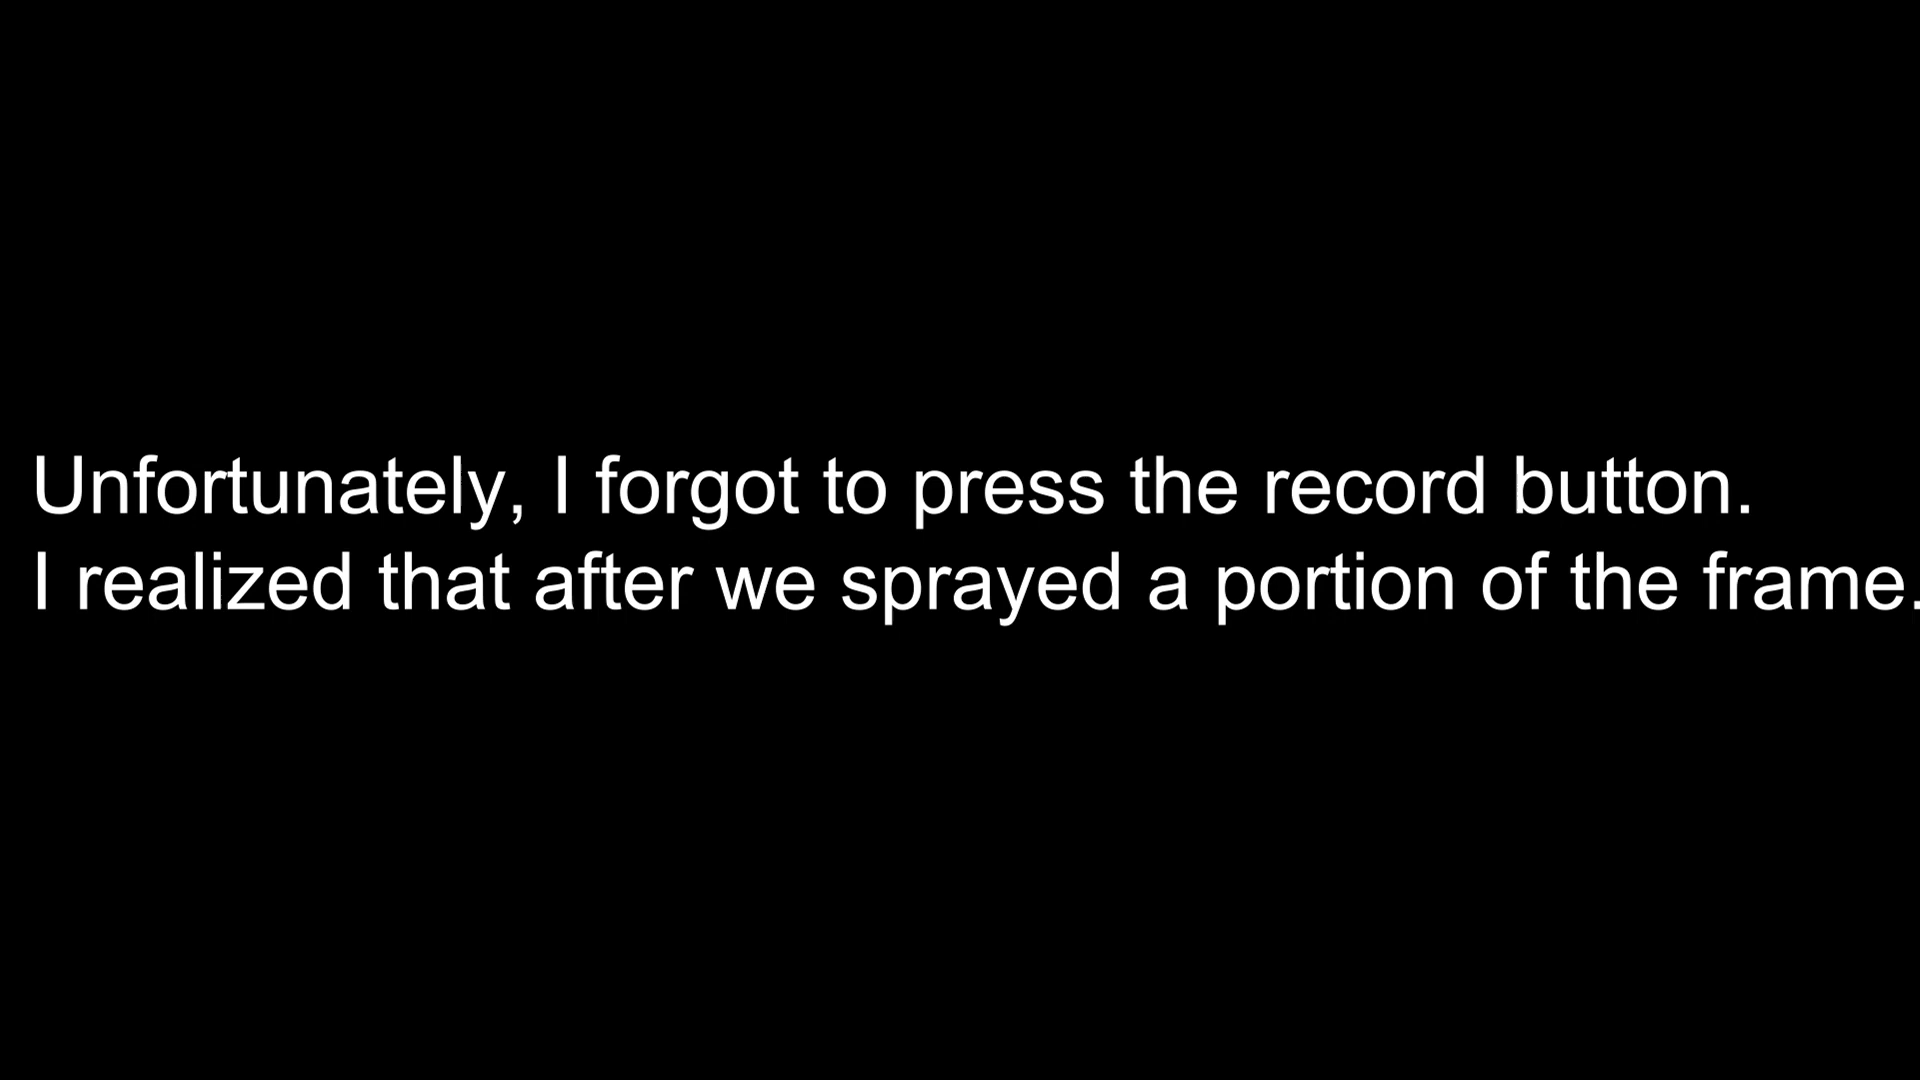 Unfortunately, I forgot to press the record button.
I realized that after we sprayed a portion of the frame.